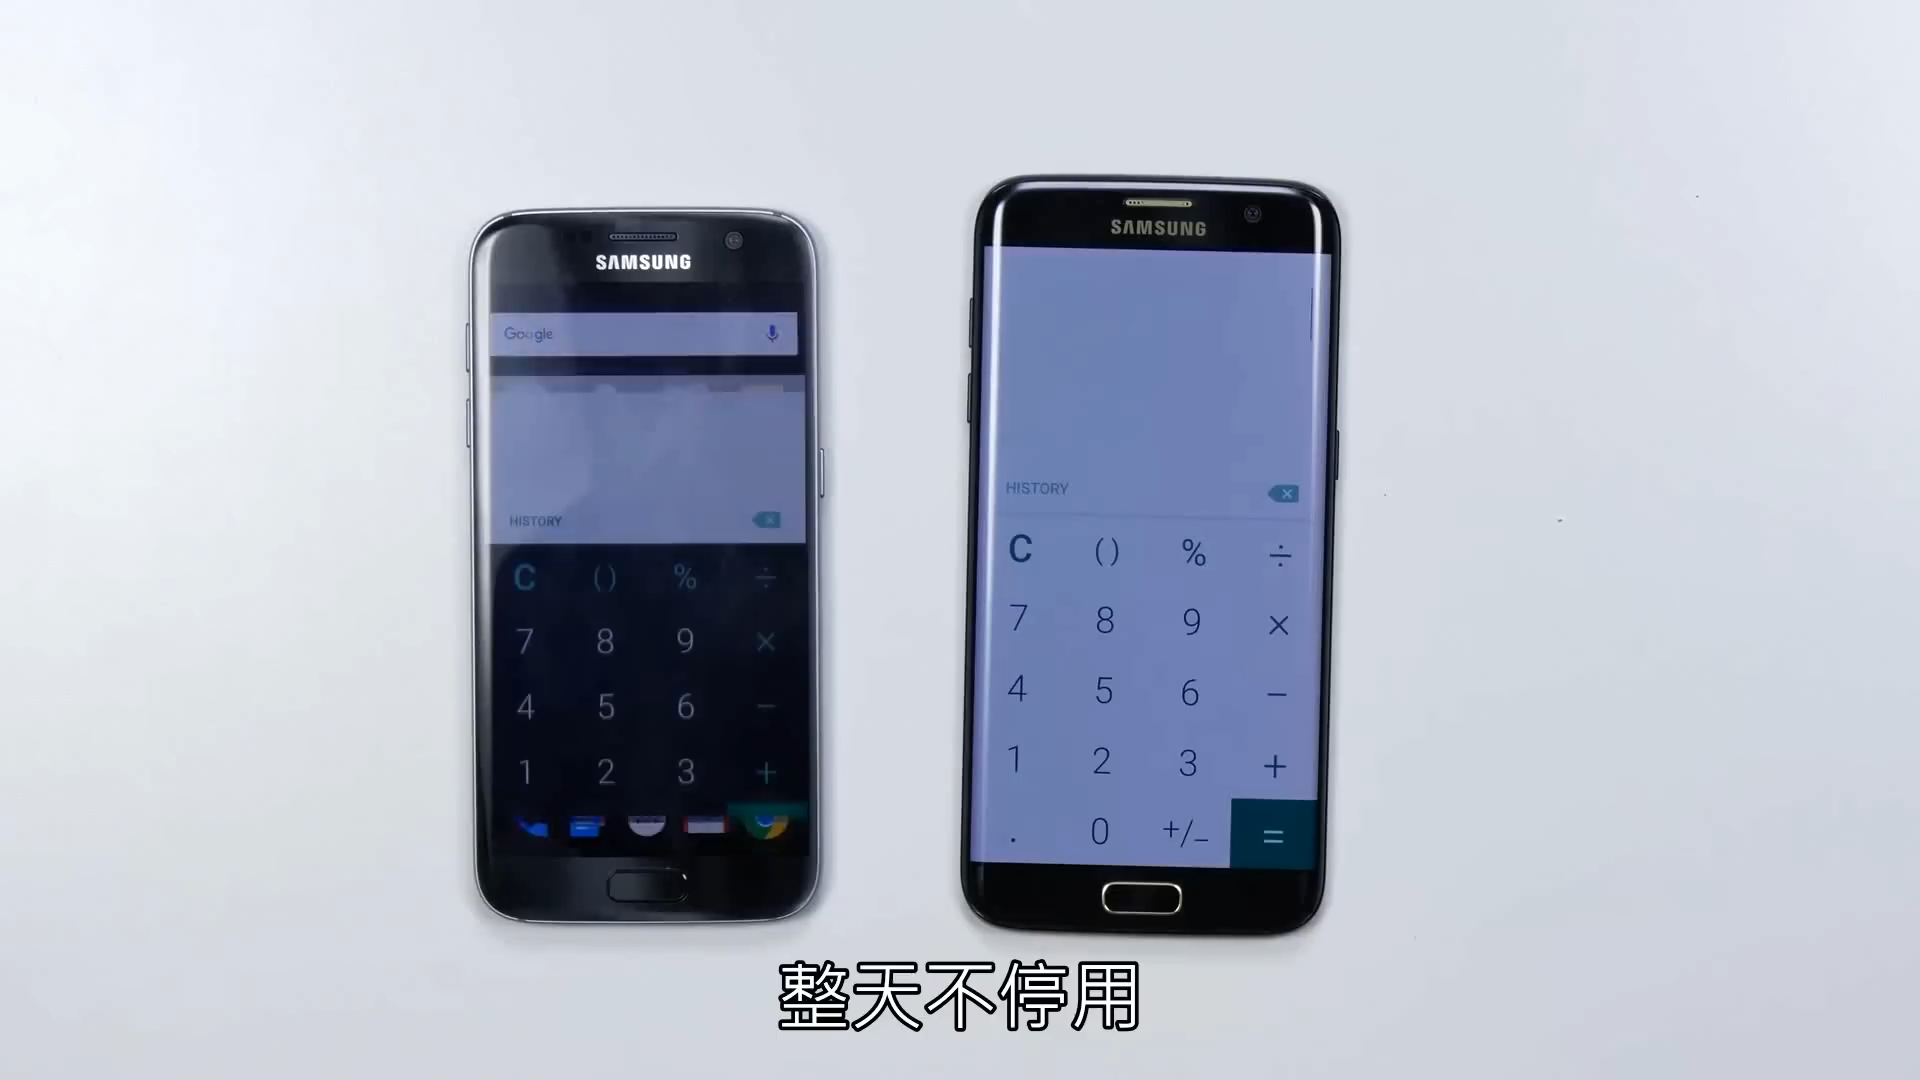 SAMSUNG
Google
HISTORY
C () % ÷
7 8 9 ×
4 5 6 −
1 2 3 +
SAMSUNG
HISTORY
C () % ÷
7 8 9 ×
4 5 6 −
1 2 3 +
. 0 +/− =
整天不停用